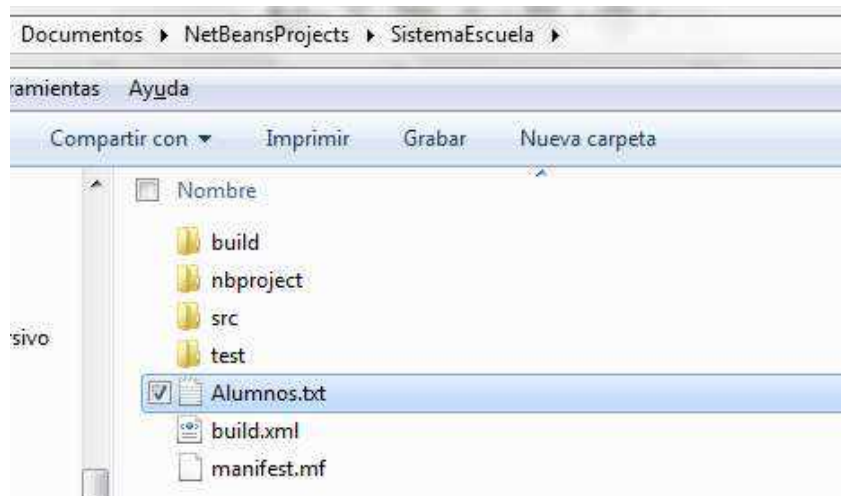 Documentos ▸ NetBeansProjects ▸ SistemaEscuela ▸
ramientas Ayuda
Compartir con ▾ Imprimir Grabar Nueva carpeta
Nombre
build
nbproject
src
rsivo
test
Alumnos.txt
build.xml
manifest.mf